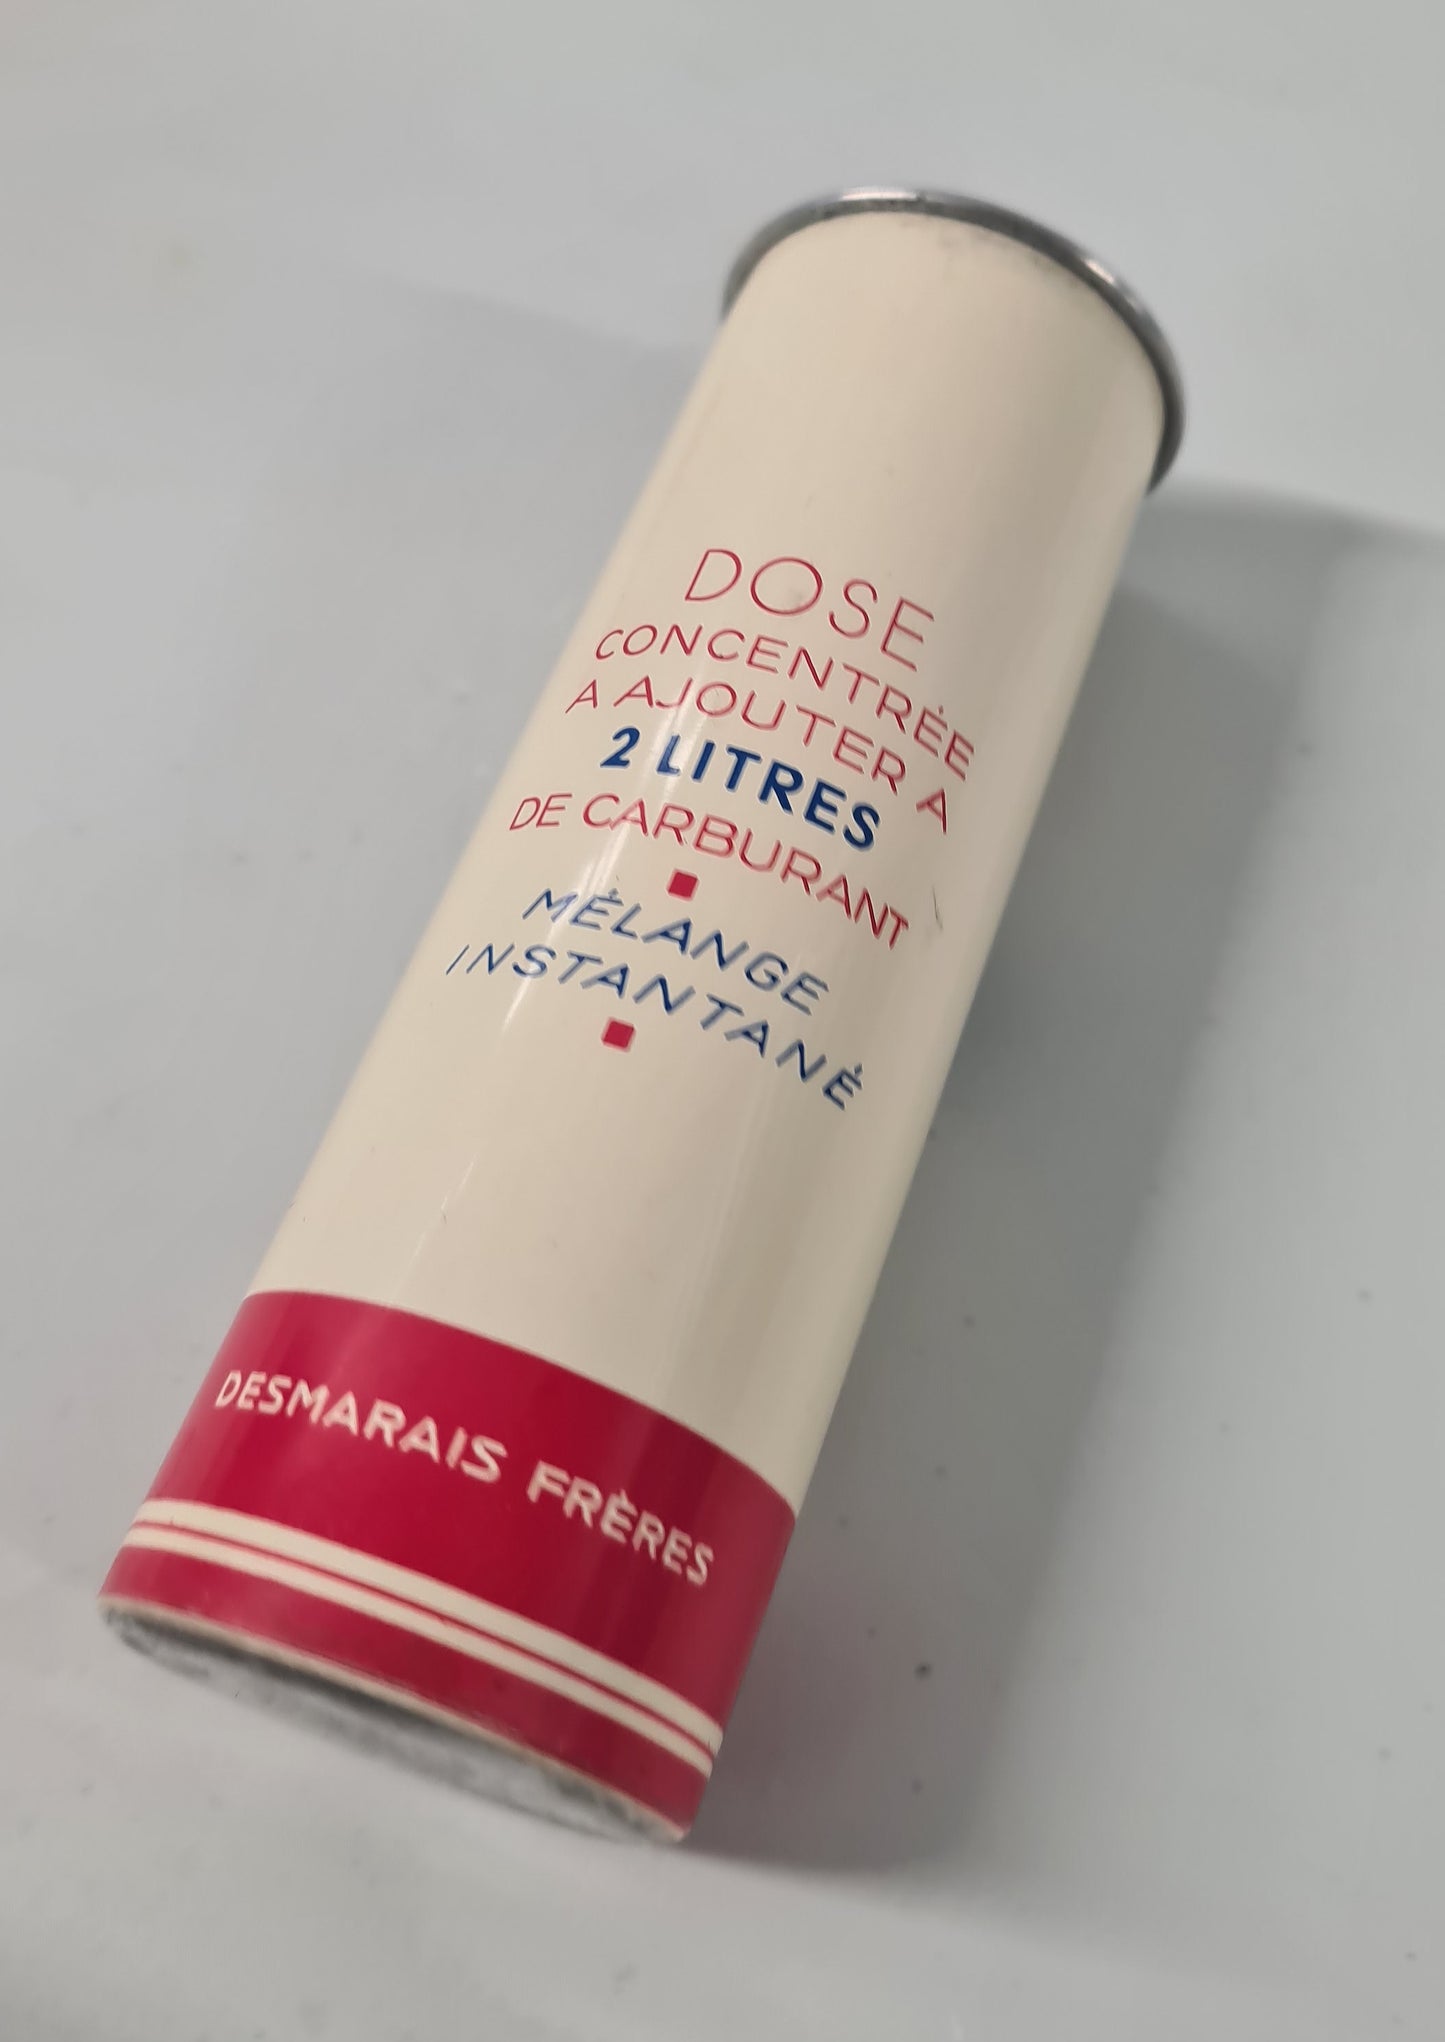 DOSE
CONCENTRÉE
A AJOUTER A
2 LITRES
DE CARBURANT
MÉLANGE
INSTANTANÉ
DESMARAIS FRÈRES